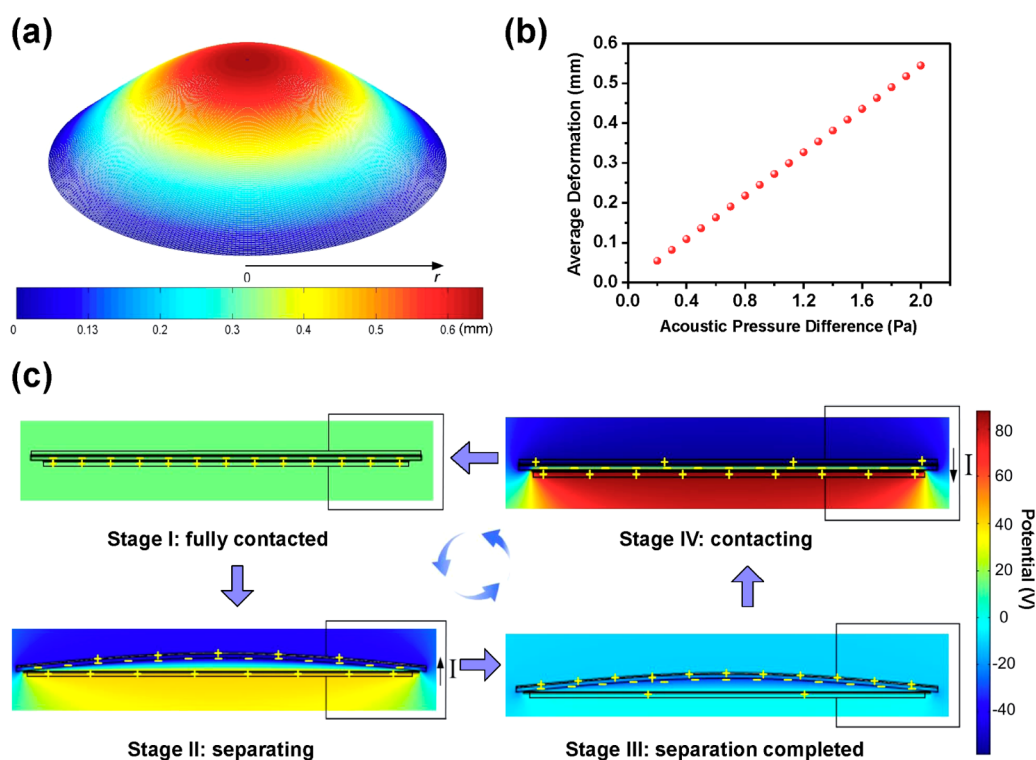 (a)
0
r
0
0.13
0.2
0.3
0.4
0.5
0.6
(mm)
(b)
Average Deformation (mm)
0.6
0.5
0.4
0.3
0.2
0.1
0.0
0.0
0.4
0.8
1.2
1.6
2.0
Acoustic Pressure Difference (Pa)
(c)
Stage I: fully contacted
I
Stage IV: contacting
I
Stage II: separating
Stage III: separation completed
80
60
40
20
0
-20
-40
Potential (V)